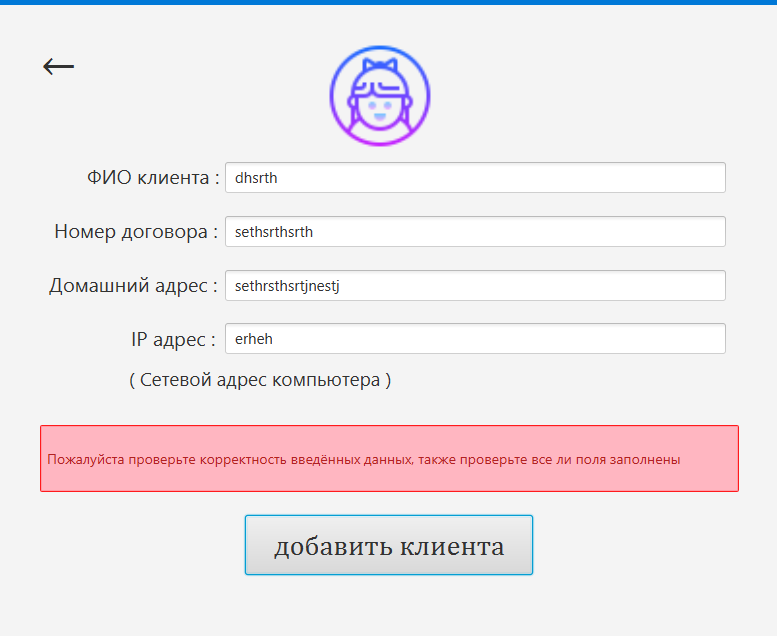 ФИО клиента : dhsrth
Номер договора : sethsrthsrth
Домашний адрес : sethrsthsrtjnestj
IP адрес : erheh
( Сетевой адрес компьютера )
Пожалуйста проверьте корректность введённых данных, также проверьте все ли поля заполнены
добавить клиента